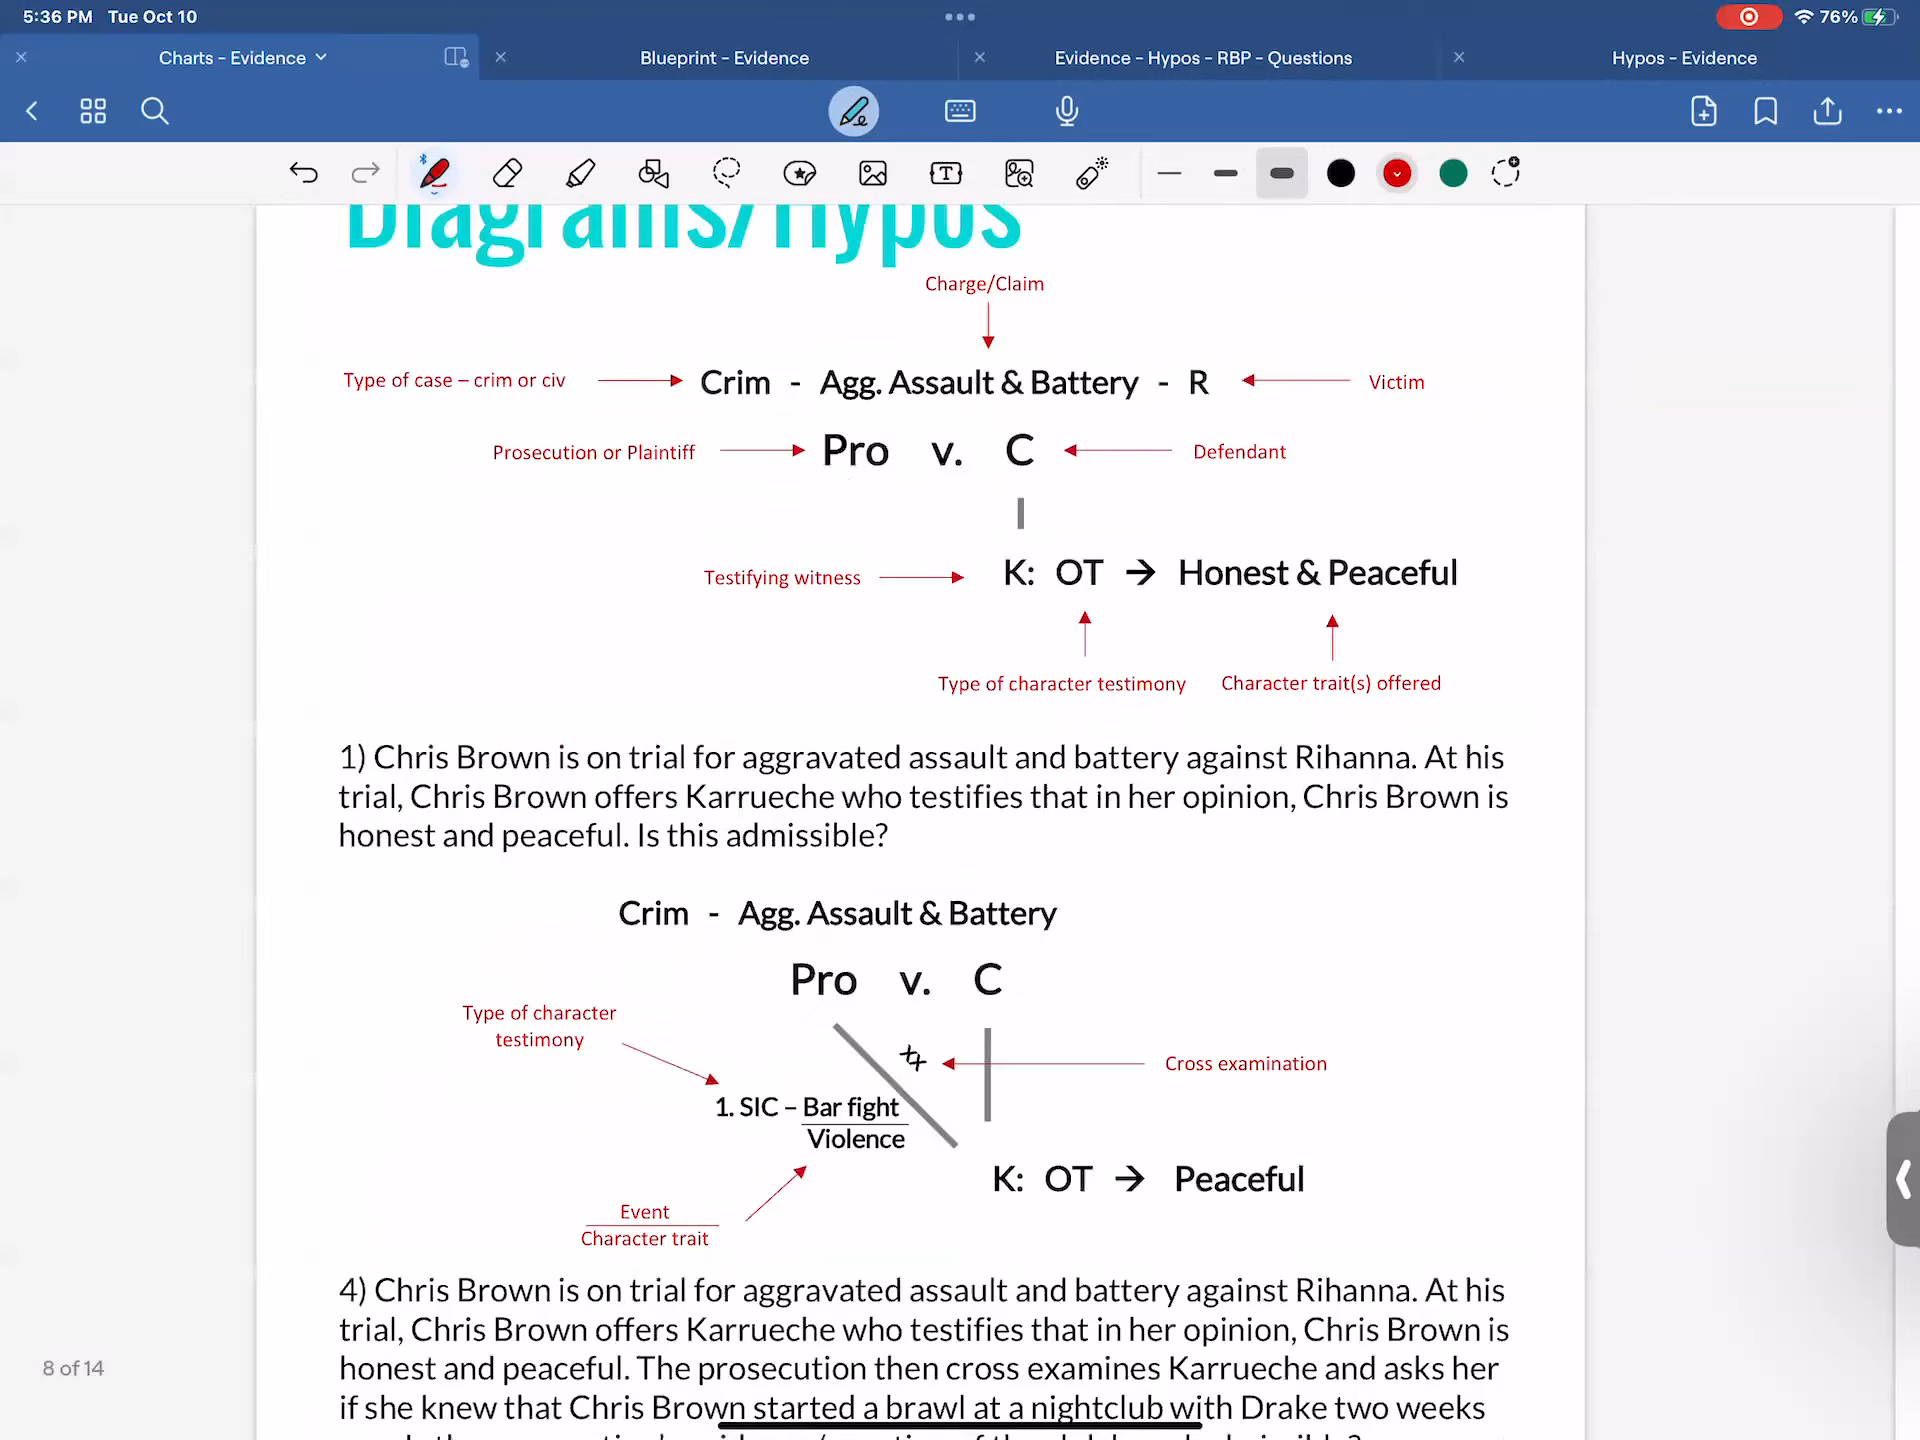 5:36 PM Tue Oct 10
76%
Charts - Evidence
Blueprint - Evidence
Evidence - Hypos - RBP - Questions
Hypos - Evidence
Diagrams/Hypos
Charge/Claim
Type of case – crim or civ
Crim - Agg. Assault & Battery - R
Victim
Prosecution or Plaintiff
Pro v. C
Defendant
Testifying witness
K: OT → Honest & Peaceful
Type of character testimony
Character trait(s) offered
1) Chris Brown is on trial for aggravated assault and battery against Rihanna. At his
trial, Chris Brown offers Karrueche who testifies that in her opinion, Chris Brown is
honest and peaceful. Is this admissible?
Crim - Agg. Assault & Battery
Pro v. C
Type of character
testimony
xx
Cross examination
1. SIC – Bar fight
Violence
K: OT → Peaceful
Event
Character trait
4) Chris Brown is on trial for aggravated assault and battery against Rihanna. At his
trial, Chris Brown offers Karrueche who testifies that in her opinion, Chris Brown is
honest and peaceful. The prosecution then cross examines Karrueche and asks her
if she knew that Chris Brown started a brawl at a nightclub with Drake two weeks
8 of 14